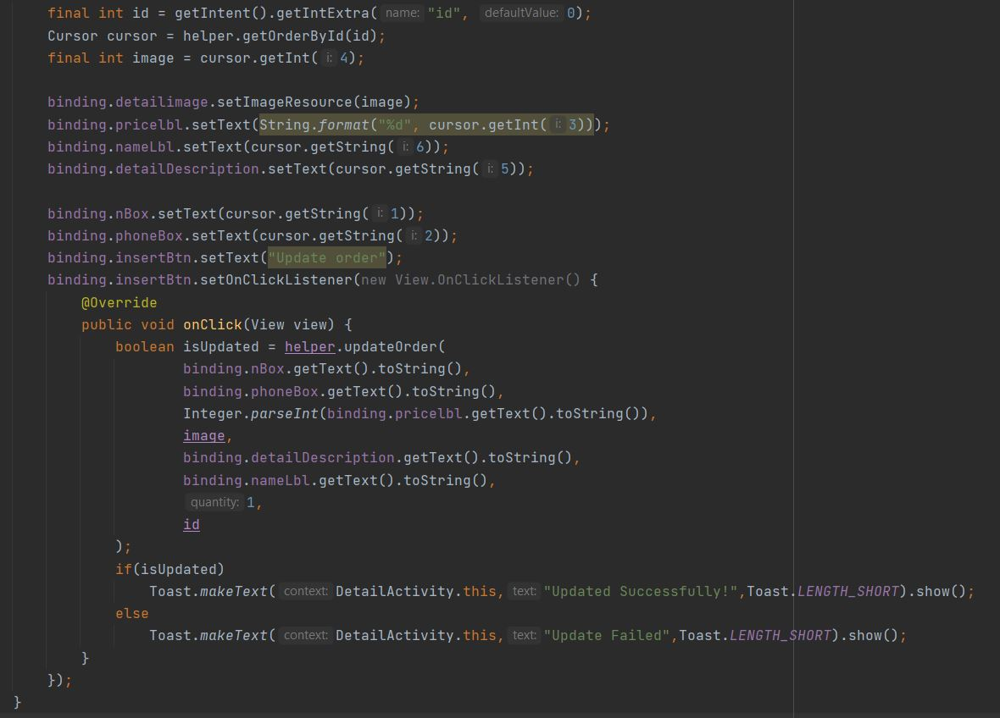 final int id = getIntent().getIntExtra( name: "id", defaultValue: 0);
Cursor cursor = helper.getOrderById(id);
final int image = cursor.getInt( i: 4);
binding.detailimage.setImageResource(image);
binding.pricelbl.setText(String.format("%d", cursor.getInt( i: 3)));
binding.nameLbl.setText(cursor.getString( i: 6));
binding.detailDescription.setText(cursor.getString( i: 5));
binding.nBox.setText(cursor.getString( i: 1));
binding.phoneBox.setText(cursor.getString( i: 2));
binding.insertBtn.setText("Update order");
binding.insertBtn.setOnClickListener(new View.OnClickListener() {
@Override
public void onClick(View view) {
boolean isUpdated = helper.updateOrder(
binding.nBox.getText().toString(),
binding.phoneBox.getText().toString(),
Integer.parseInt(binding.pricelbl.getText().toString()),
image,
binding.detailDescription.getText().toString(),
binding.nameLbl.getText().toString(),
quantity: 1,
id
);
if(isUpdated)
Toast.makeText( context: DetailActivity.this, text: "Updated Successfully!",Toast.LENGTH_SHORT).show();
else
Toast.makeText( context: DetailActivity.this, text: "Update Failed",Toast.LENGTH_SHORT).show();
}
});
}